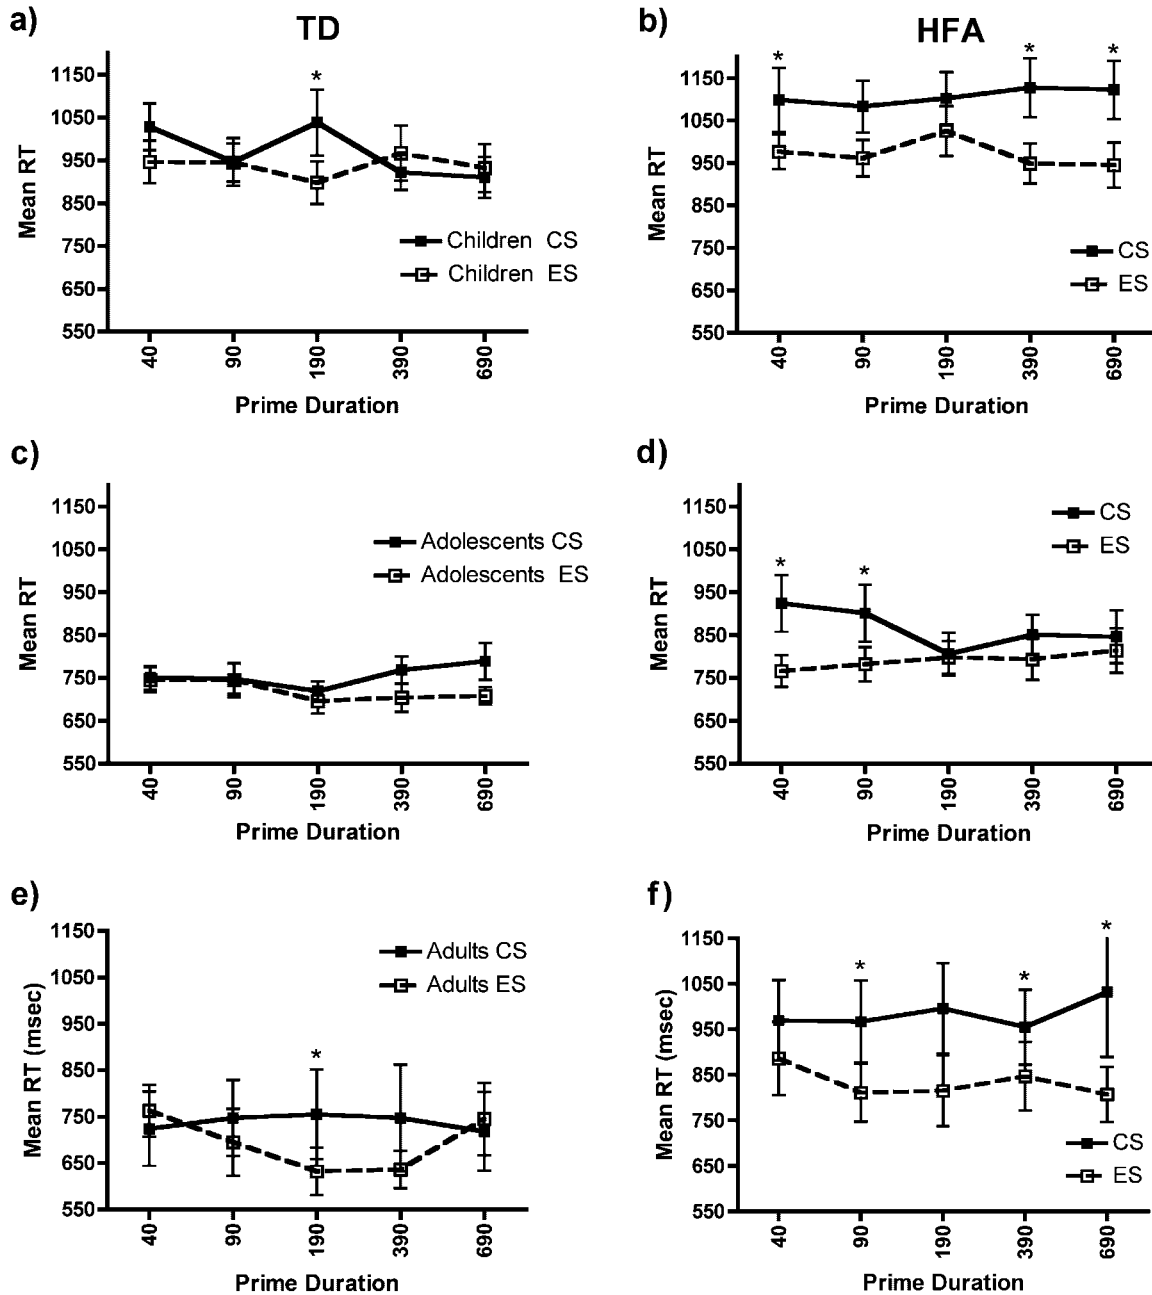 a)
TD
*
1150
1050
950
850
750
650
550
Mean RT
Children CS
Children ES
40
90
190
390
690
Prime Duration
b)
HFA
*
*
*
1150
1050
950
850
750
650
550
Mean RT
CS
ES
40
90
190
390
690
Prime Duration
c)
1150
1050
950
850
750
650
550
Mean RT
Adolescents CS
Adolescents ES
40
90
190
390
690
Prime Duration
d)
1150
1050
950
850
750
650
550
Mean RT
CS
ES
*
*
40
90
190
390
690
Prime Duration
e)
1150
1050
950
850
750
650
550
Mean RT (msec)
Adults CS
Adults ES
*
40
90
190
390
690
Prime Duration
f)
1150
1050
950
850
750
650
550
Mean RT (msec)
*
*
*
CS
ES
40
90
190
390
690
Prime Duration